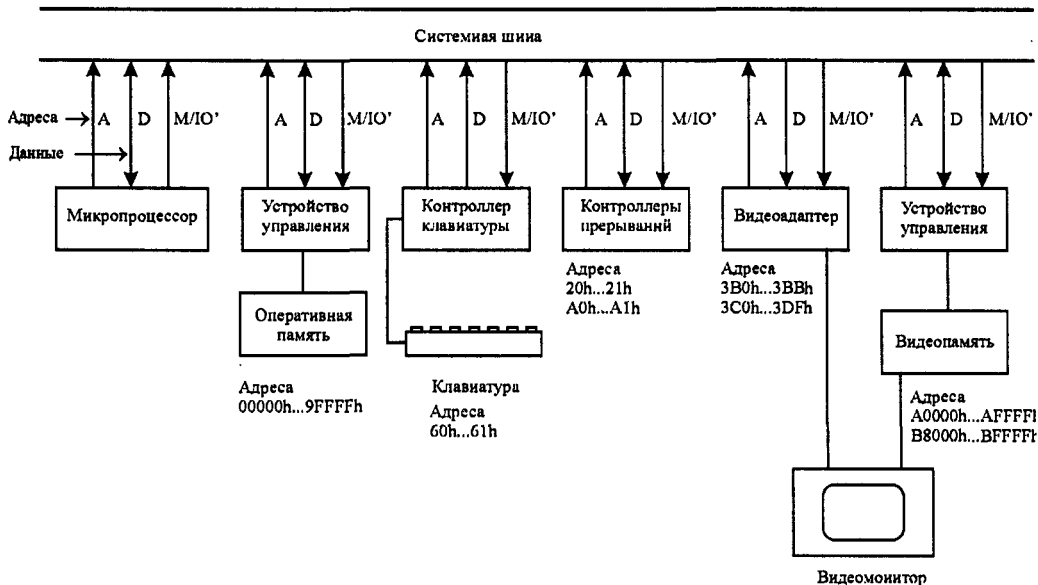 Системная шина
Адреса
A D M/IO' A D M/IO' A D M/IO' A D M/IO' A D M/IO' A D M/IO'
Данные
Микропроцессор
Устройство
управления
Контроллер
клавиатуры
Контроллеры
прерываний
Видеоадаптер
Устройство
управления
Адреса
20h...21h
A0h...A1h
Адреса
3B0h...3BBh
3C0h...3DFh
Оперативная
память
Видеопамять
Адреса
00000h...9FFFFh
Клавиатура
Адреса
60h...61h
Адреса
A0000h...AFFFFh
B8000h...BFFFFh
Видеомонитор